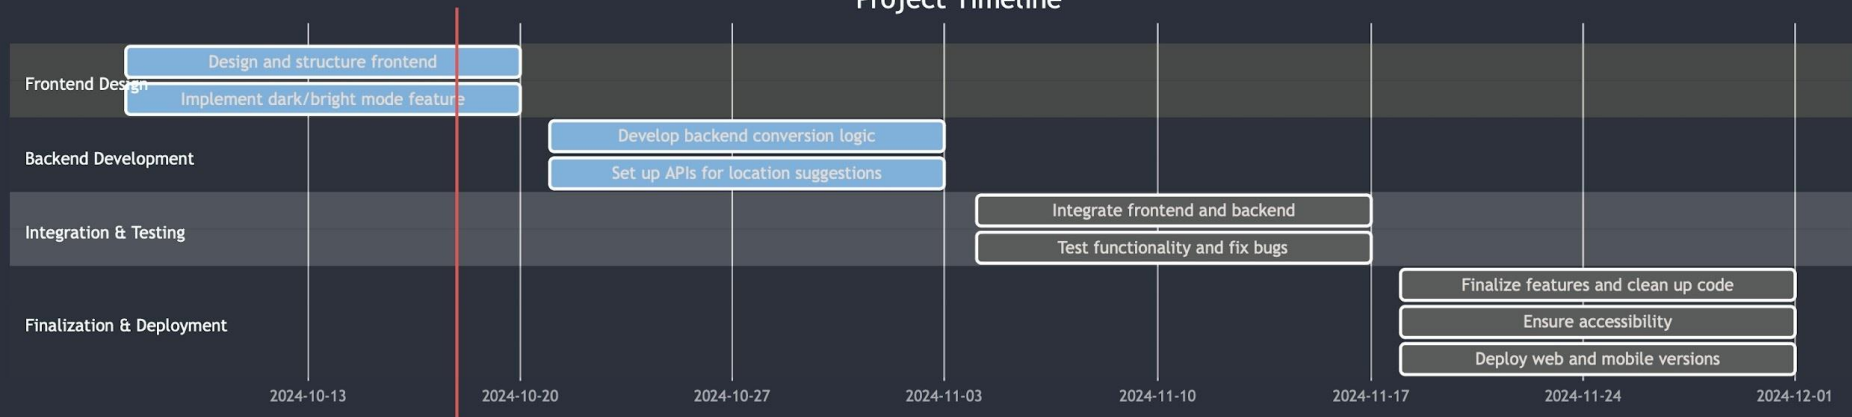 Project Timeline
Design and structure frontend
Frontend Design
Implement dark/bright mode feature
Develop backend conversion logic
Backend Development
Set up APIs for location suggestions
Integrate frontend and backend
Integration & Testing
Test functionality and fix bugs
Finalize features and clean up code
Finalization & Deployment
Ensure accessibility
Deploy web and mobile versions
2024-10-13 2024-10-20 2024-10-27 2024-11-03 2024-11-10 2024-11-17 2024-11-24 2024-12-01